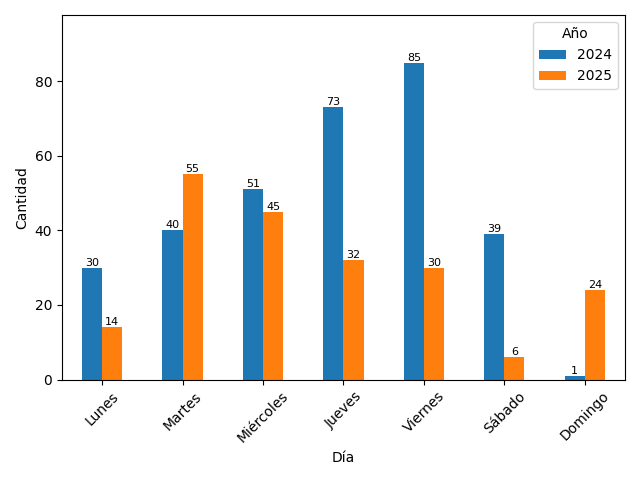 Año
2024
2025
Cantidad
80
60
40
20
0
30
14
40
55
51
45
73
32
85
30
39
6
1
24
Lunes
Martes
Miércoles
Jueves
Viernes
Sábado
Domingo
Día